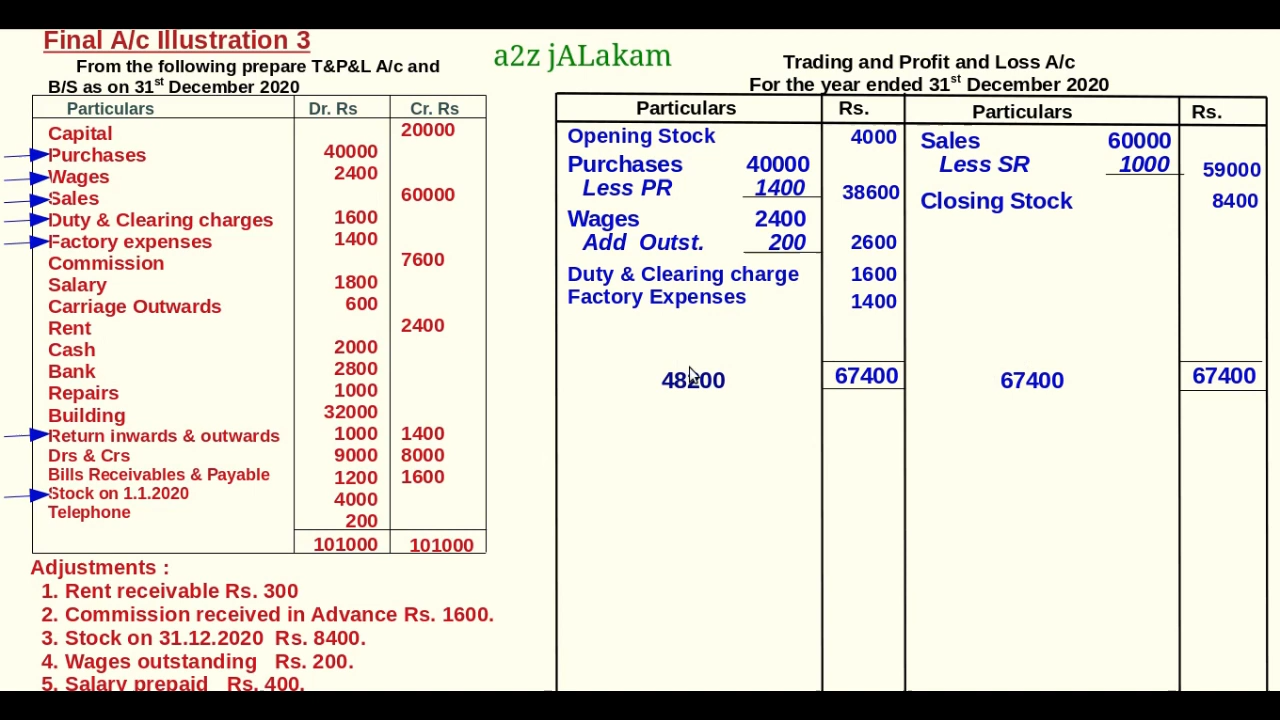 Final A/c Illustration 3
From the following prepare T&P&L A/c and
B/S as on 31st December 2020
Particulars Dr. Rs Cr. Rs
Capital 20000
Purchases 40000
Wages 2400
Sales 60000
Duty & Clearing charges 1600
Factory expenses 1400
Commission 7600
Salary 1800
Carriage Outwards 600
Rent 2400
Cash 2000
Bank 2800
Repairs 1000
Building 32000
Return inwards & outwards 1000 1400
Drs & Crs 9000 8000
Bills Receivables & Payable 1200 1600
Stock on 1.1.2020 4000
Telephone 200
101000 101000
Adjustments :
1. Rent receivable Rs. 300
2. Commission received in Advance Rs. 1600.
3. Stock on 31.12.2020 Rs. 8400.
4. Wages outstanding Rs. 200.
5. Salary prepaid Rs. 400.
a2z jALakam
Trading and Profit and Loss A/c
For the year ended 31st December 2020
Particulars Rs. Particulars Rs.
Opening Stock 4000 Sales 60000
Purchases 40000 Less SR 1000 59000
Less PR 1400 38600 Closing Stock 8400
Wages 2400
Add Outst. 200 2600
Duty & Clearing charge 1600
Factory Expenses 1400
48200 67400 67400 67400